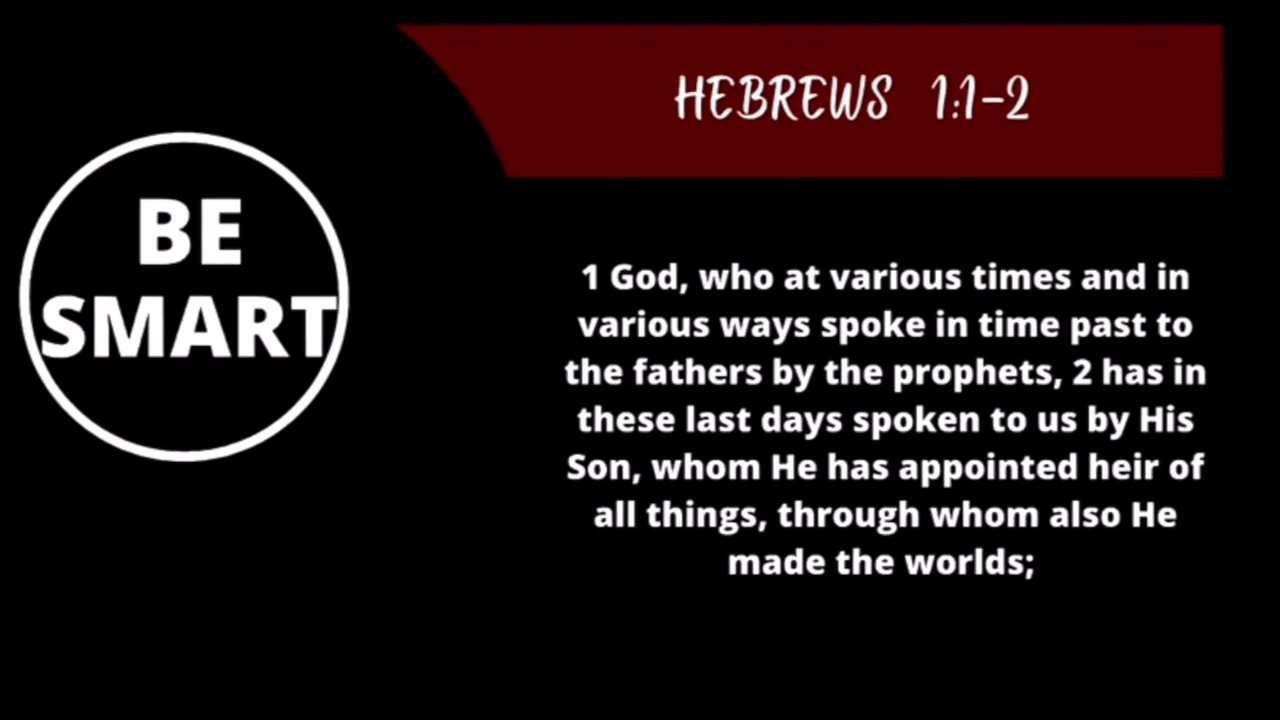 BE
SMART
HEBREWS 1:1-2
1 God, who at various times and in
various ways spoke in time past to
the fathers by the prophets, 2 has in
these last days spoken to us by His
Son, whom He has appointed heir of
all things, through whom also He
made the worlds;